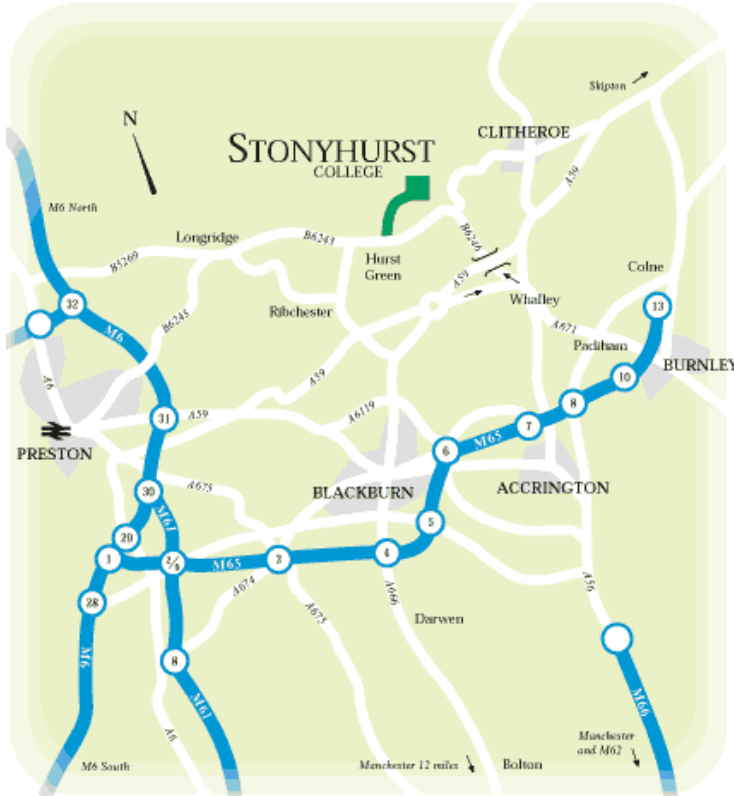 Skipton
N
CLITHEROE
STONYHURST
COLLEGE
A59
M6 North
B6246
Longridge
B6243
Hurst
Green
B5269
A59
Colne
Whalley
32
Ribchester
13
B6245
M6
A671
Padiham
BURNLEY
A6
A59
10
8
31
A59
A6119
7
PRESTON
M65
6
A675
30
BLACKBURN
ACCRINGTON
M61
5
29
1
2/9
M65
3
4
A674
A56
28
A675
A666
Darwen
M6
8
M61
M66
A6
Manchester
and M62
M6 South
Manchester 12 miles
Bolton